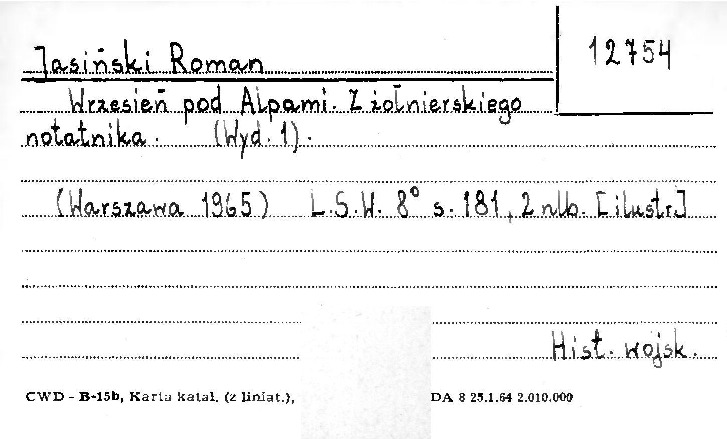 12754
Jasiński Roman
Wrzesień pod Alpami. Z żołnierskiego
notatnika. (Wyd. 1).
(Warszawa 1965) L.S.W. 8° s. 181, 2 nlb. [ilustr.]
Hist. wojsk.
CWD - B-15b, Karta katal. (z liniat.), DA 8 25.1.64 2.010.000